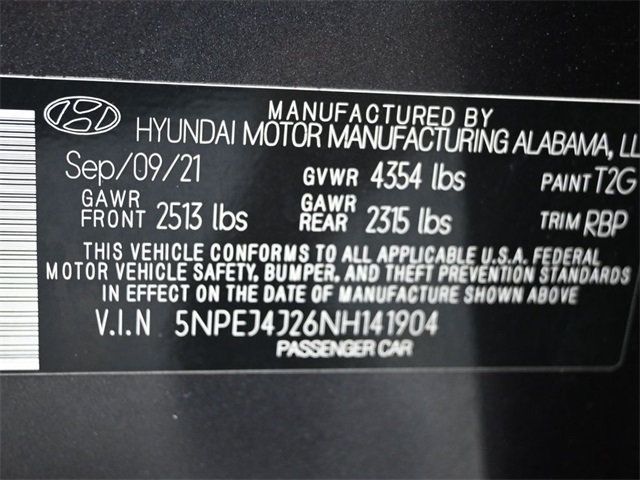 MANUFACTURED BY
HYUNDAI MOTOR MANUFACTURING ALABAMA, LL
Sep/09/21 GVWR 4354 lbs PAINT T2G
GAWR FRONT 2513 lbs GAWR REAR 2315 lbs TRIM RBP
THIS VEHICLE CONFORMS TO ALL APPLICABLE U.S.A. FEDERAL
MOTOR VEHICLE SAFETY, BUMPER, AND THEFT PREVENTION STANDARDS
IN EFFECT ON THE DATE OF MANUFACTURE SHOWN ABOVE
V.I.N 5NPEJ4J26NH141904
PASSENGER CAR